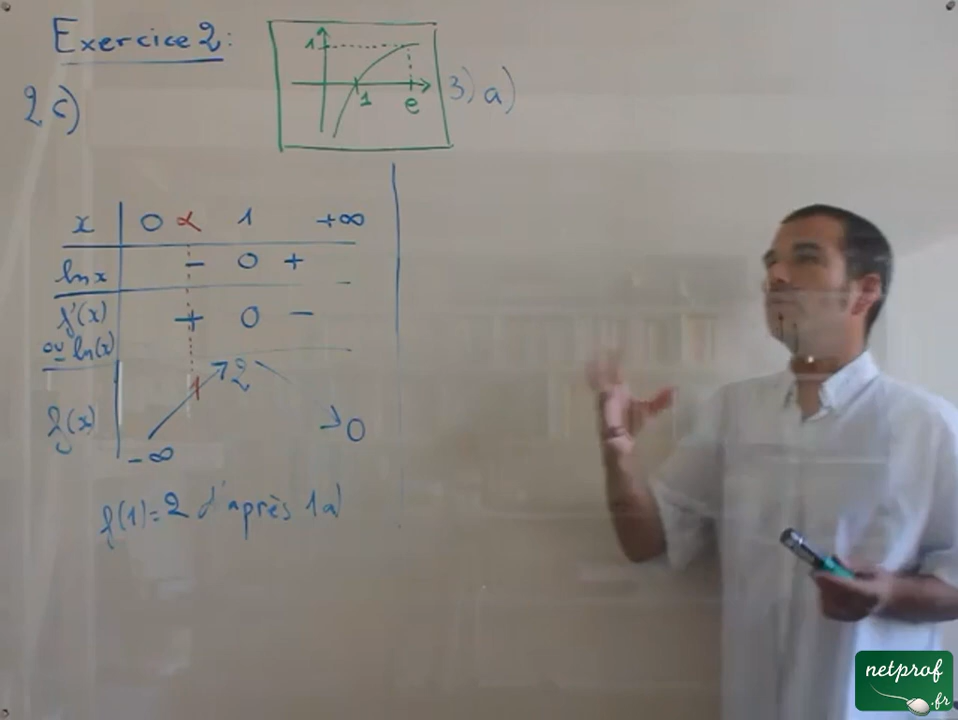 Exercice 2:
2 c)
1
1 e
3) a)
x 0 α 1 +∞
ln x - 0 +
f'(x) + 0 -
ou ln(x)
f(x) -∞ 2 0
f(1)=2 d'après 1a)
netprof
.fr